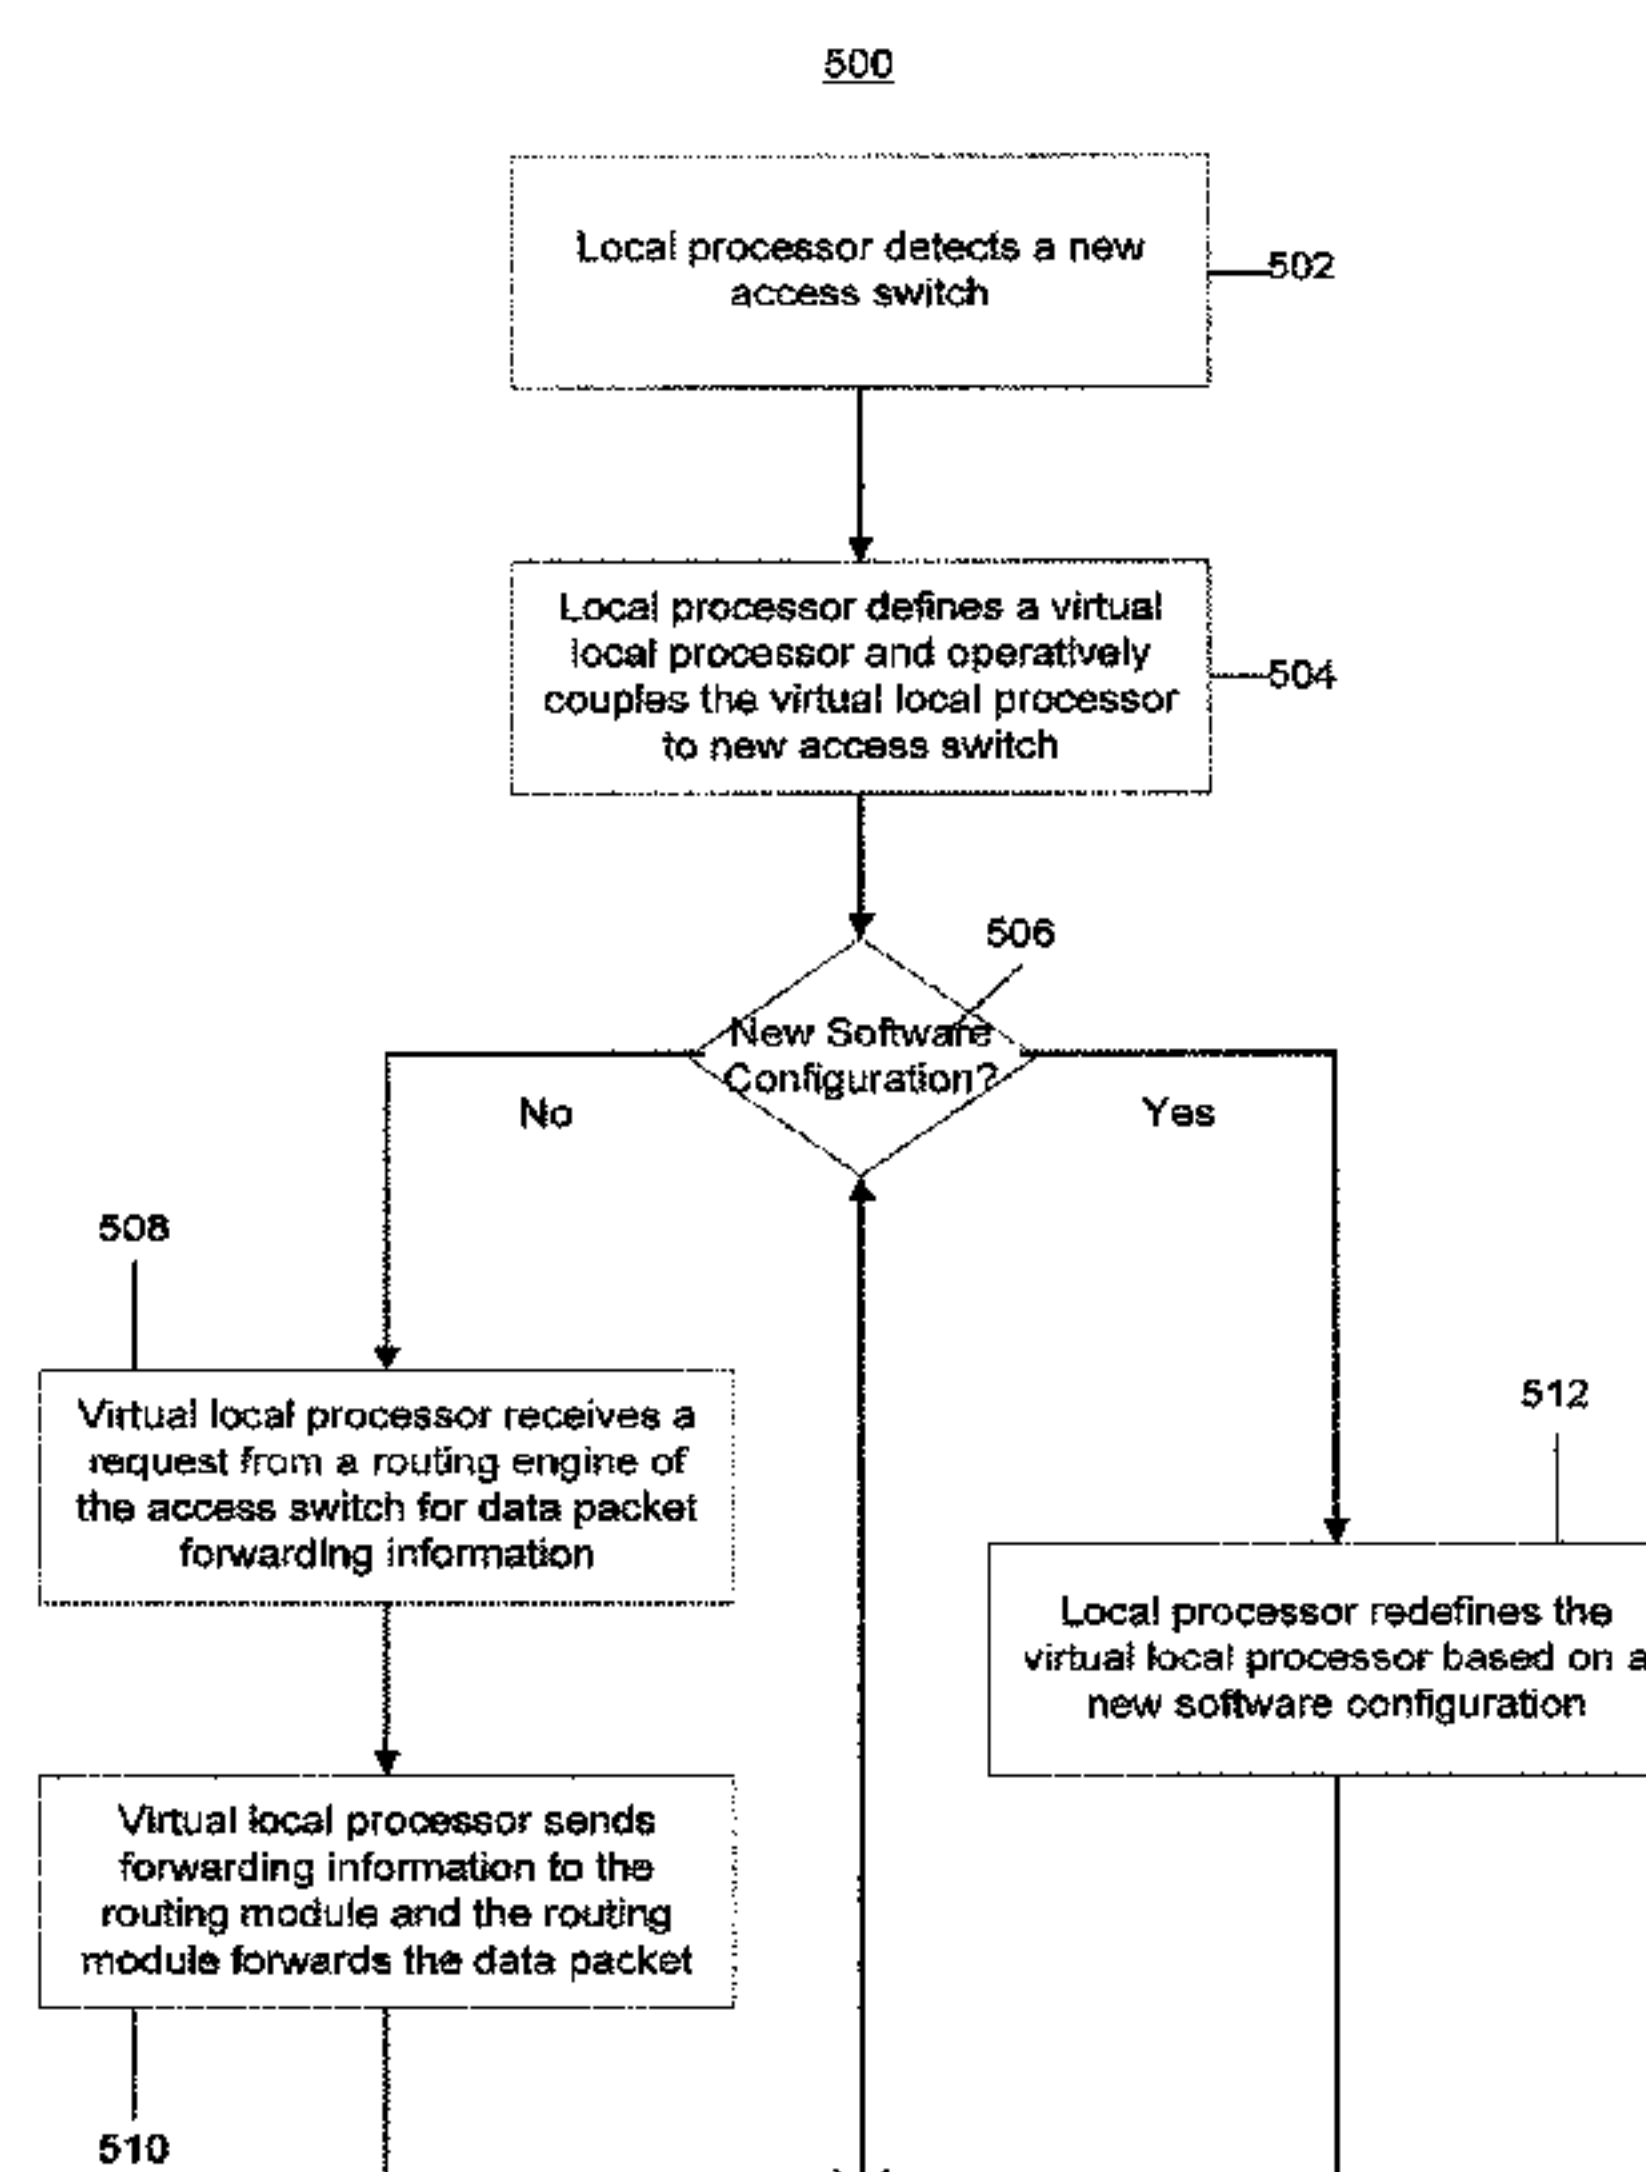 500
Local processor detects a new
access switch
502
Local processor defines a virtual
local processor and operatively
couples the virtual local processor
to new access switch
504
506
New Software
Configuration?
No
Yes
508
Virtual local processor receives a
request from a routing engine of
the access switch for data packet
forwarding information
512
Local processor redefines the
virtual local processor based on a
new software configuration
Virtual local processor sends
forwarding information to the
routing module and the routing
module forwards the data packet
510